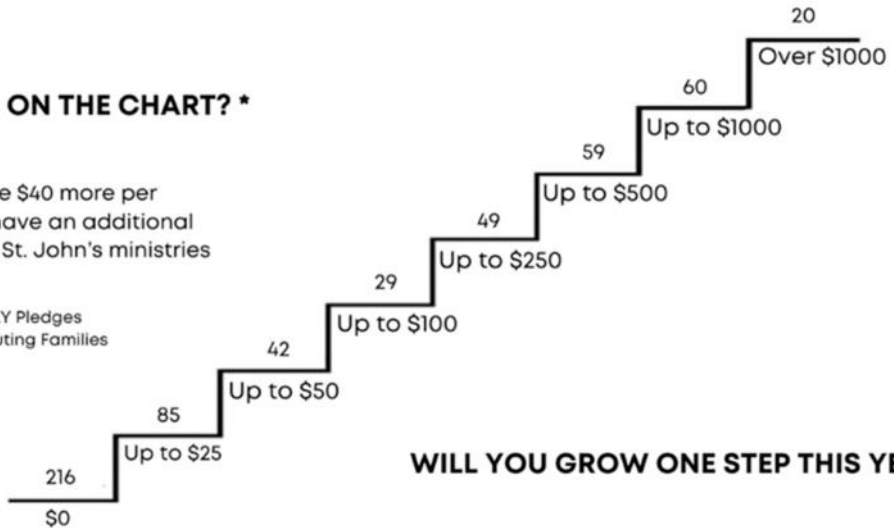 20
Over $1000
60
Up to $1000
59
Up to $500
49
Up to $250
29
Up to $100
42
Up to $50
85
Up to $25
216
$0
ON THE CHART? *
$40 more per
an additional
St. John's ministries
Pledges
Families
WILL YOU GROW ONE STEP THIS